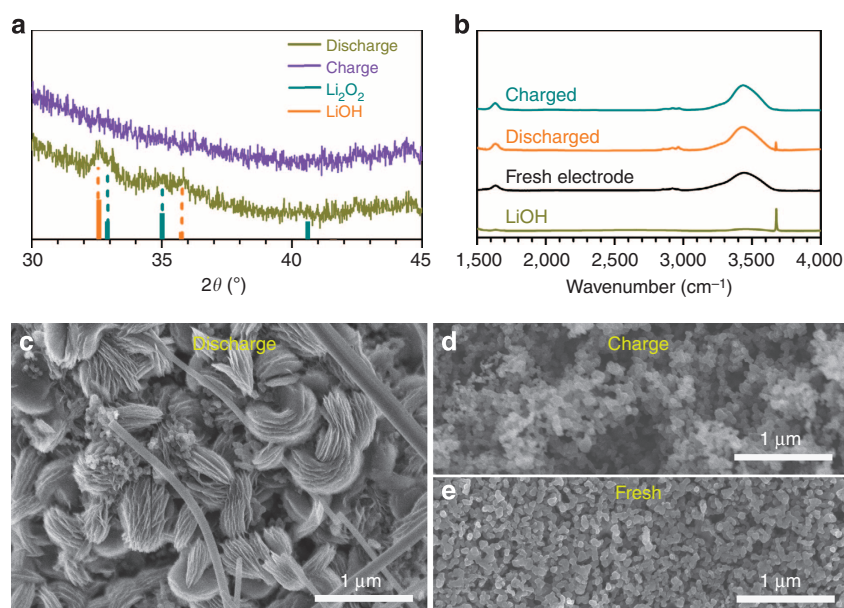 a
Discharge
Charge
Li2O2
LiOH
30 35 40 45
2θ (°)
b
Charged
Discharged
Fresh electrode
LiOH
1,500 2,000 2,500 3,000 3,500 4,000
Wavenumber (cm–1)
c
Discharge
1 μm
d
Charge
1 μm
e
Fresh
1 μm